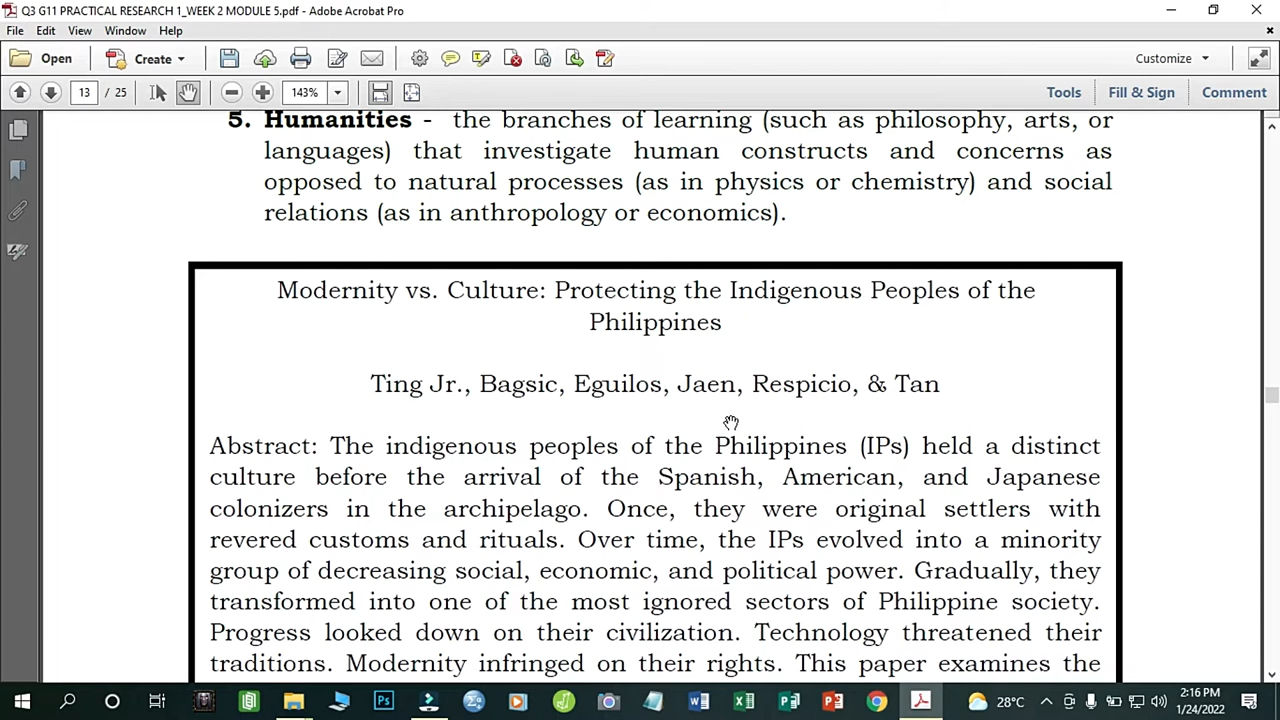 Q3 G11 PRACTICAL RESEARCH 1_WEEK 2 MODULE 5.pdf - Adobe Acrobat Pro
File Edit View Window Help
Open Create Customize
13 / 25 143% Tools Fill & Sign Comment
5. Humanities - the branches of learning (such as philosophy, arts, or
languages) that investigate human constructs and concerns as
opposed to natural processes (as in physics or chemistry) and social
relations (as in anthropology or economics).
Modernity vs. Culture: Protecting the Indigenous Peoples of the
Philippines
Ting Jr., Bagsic, Eguilos, Jaen, Respicio, & Tan
Abstract: The indigenous peoples of the Philippines (IPs) held a distinct
culture before the arrival of the Spanish, American, and Japanese
colonizers in the archipelago. Once, they were original settlers with
revered customs and rituals. Over time, the IPs evolved into a minority
group of decreasing social, economic, and political power. Gradually, they
transformed into one of the most ignored sectors of Philippine society.
Progress looked down on their civilization. Technology threatened their
traditions. Modernity infringed on their rights. This paper examines the
28°C 2:16 PM
1/24/2022